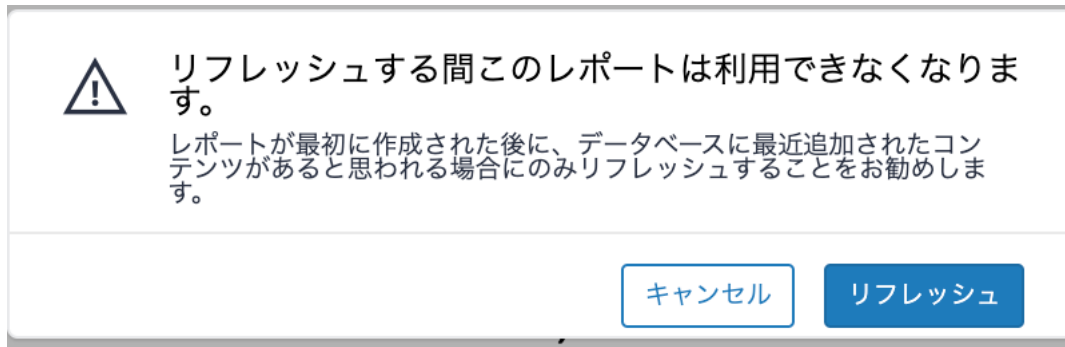 リフレッシュする間このレポートは利用できなくなりま
す。
レポートが最初に作成された後に、データベースに最近追加されたコン
テンツがあると思われる場合にのみリフレッシュすることをお勧めしま
す。
キャンセル
リフレッシュ